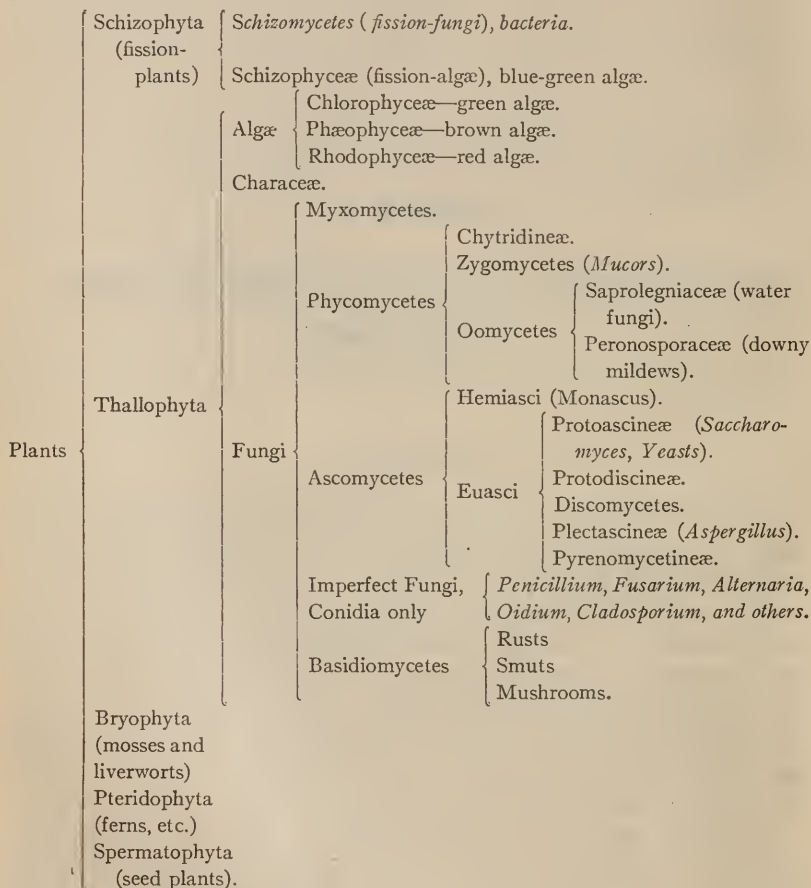 Schizophyta
(fission-
plants)
Schizomycetes (fission-fungi), bacteria.
Schizophyceæ (fission-algæ), blue-green algæ.
Algæ
Chlorophyceæ—green algæ.
Phæophyceæ—brown algæ.
Rhodophyceæ—red algæ.
Characeæ.
Myxomycetes.
Phycomycetes
Chytridineæ.
Zygomycetes (Mucors).
Oomycetes
Saprolegniaceæ (water
fungi).
Peronosporaceæ (downy
mildews).
Plants
Thallophyta
Fungi
Ascomycetes
Hemiasci (Monascus).
Euasci
Protoascineæ (Saccharo-
myces, Yeasts).
Protodiscineæ.
Discomycetes.
Plectascineæ (Aspergillus).
Pyrenomycetineæ.
Imperfect Fungi,
Conidia only
Penicillium, Fusarium, Alternaria,
Oidium, Cladosporium, and others.
Basidiomycetes
Rusts
Smuts
Mushrooms.
Bryophyta
(mosses and
liverworts)
Pteridophyta
(ferns, etc.)
Spermatophyta
(seed plants).